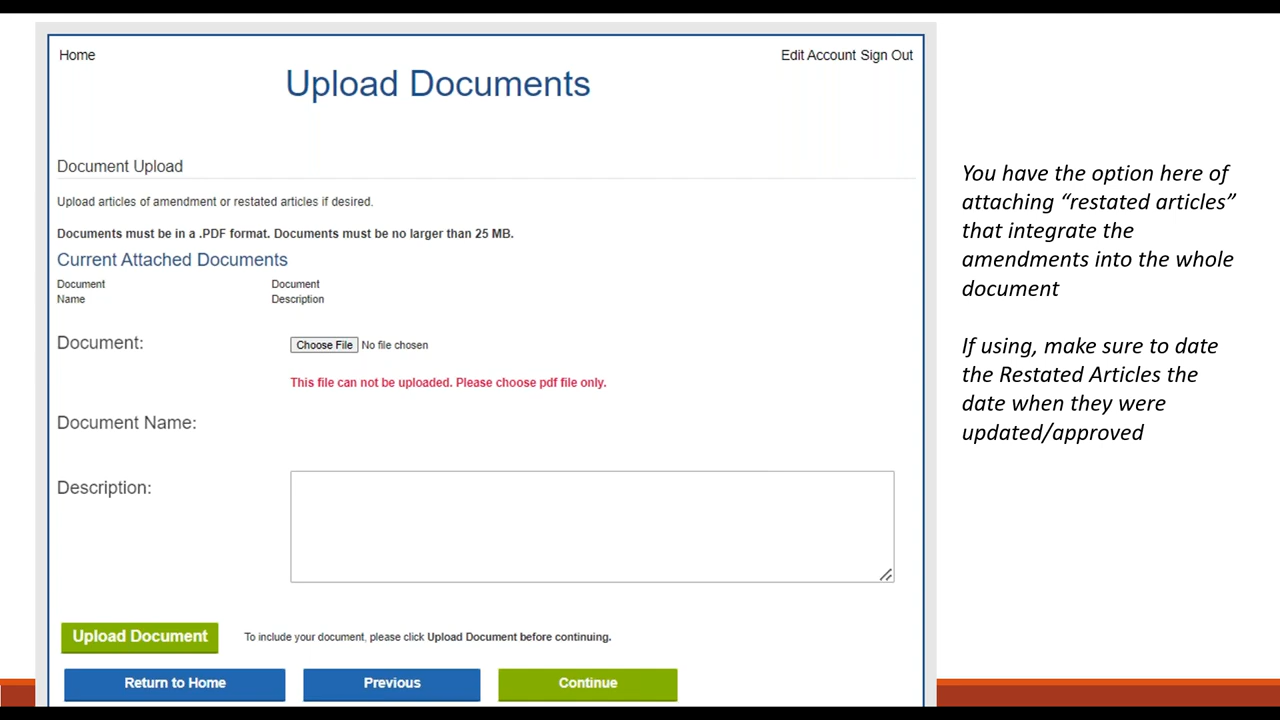 Home
Edit Account Sign Out
Upload Documents
Document Upload
Upload articles of amendment or restated articles if desired.
Documents must be in a .PDF format. Documents must be no larger than 25 MB.
Current Attached Documents
Document
Name
Document
Description
Document:
Choose File No file chosen
This file can not be uploaded. Please choose pdf file only.
Document Name:
Description:
Upload Document
To include your document, please click Upload Document before continuing.
Return to Home
Previous
Continue
You have the option here of
attaching “restated articles”
that integrate the
amendments into the whole
document
If using, make sure to date
the Restated Articles the
date when they were
updated/approved